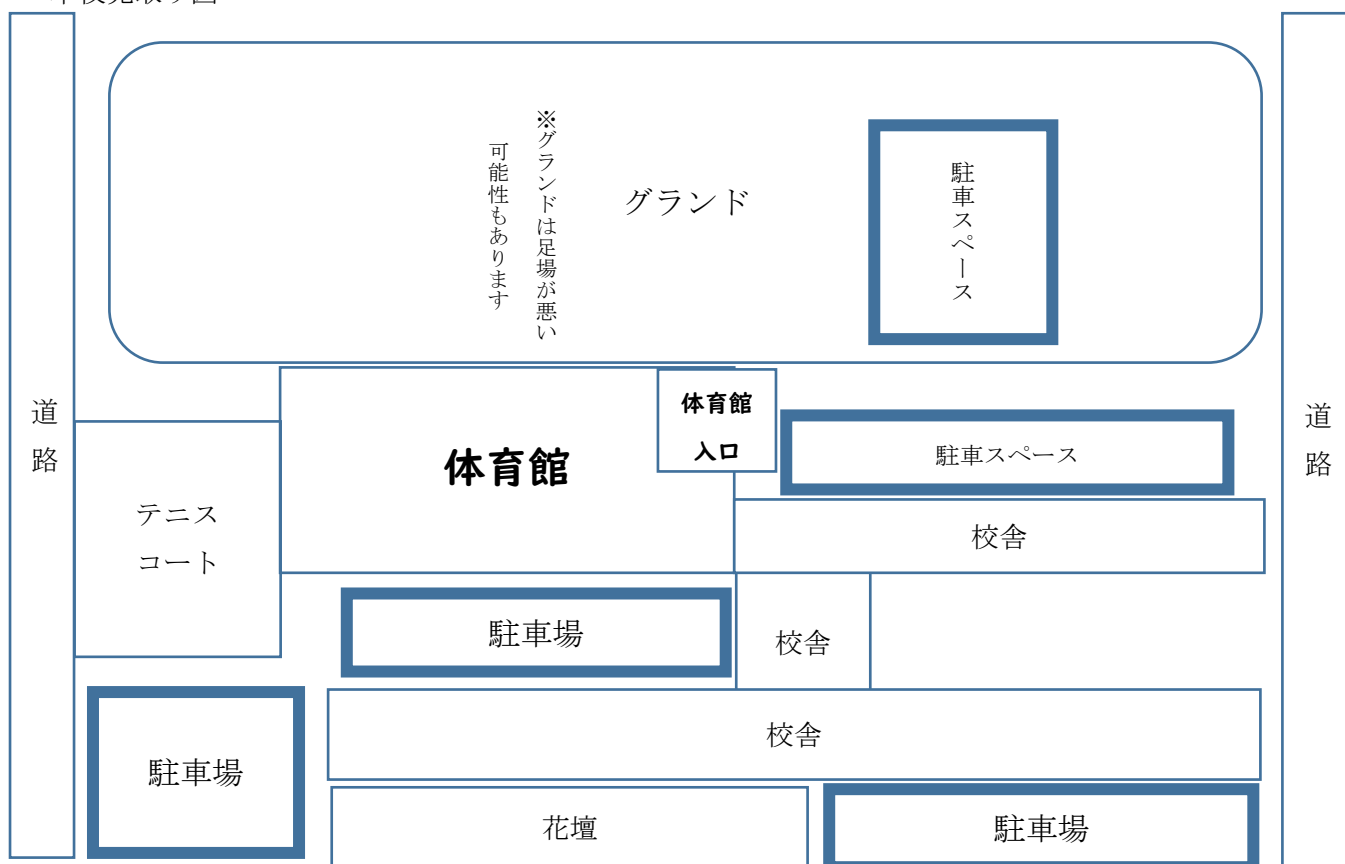 ※グランドは足場が悪い
可能性もあります
グランド
駐車スペース
道
路
道
路
体育館
入口
体育館
駐車スペース
テニス
コート
校舎
駐車場
校舎
校舎
駐車場
花壇
駐車場